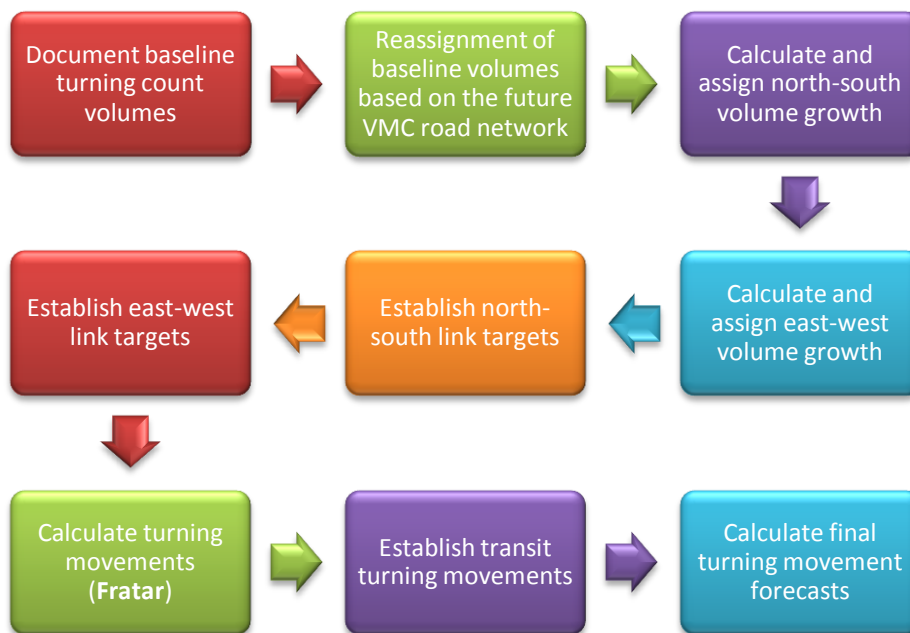 Document baseline
turning count
volumes
Reassignment of
baseline volumes
based on the future
VMC road network
Calculate and
assign north-south
volume growth
Calculate and
assign east-west
volume growth
Establish north-
south link targets
Establish east-west
link targets
Calculate turning
movements
(Fratar)
Establish transit
turning movements
Calculate final
turning movement
forecasts